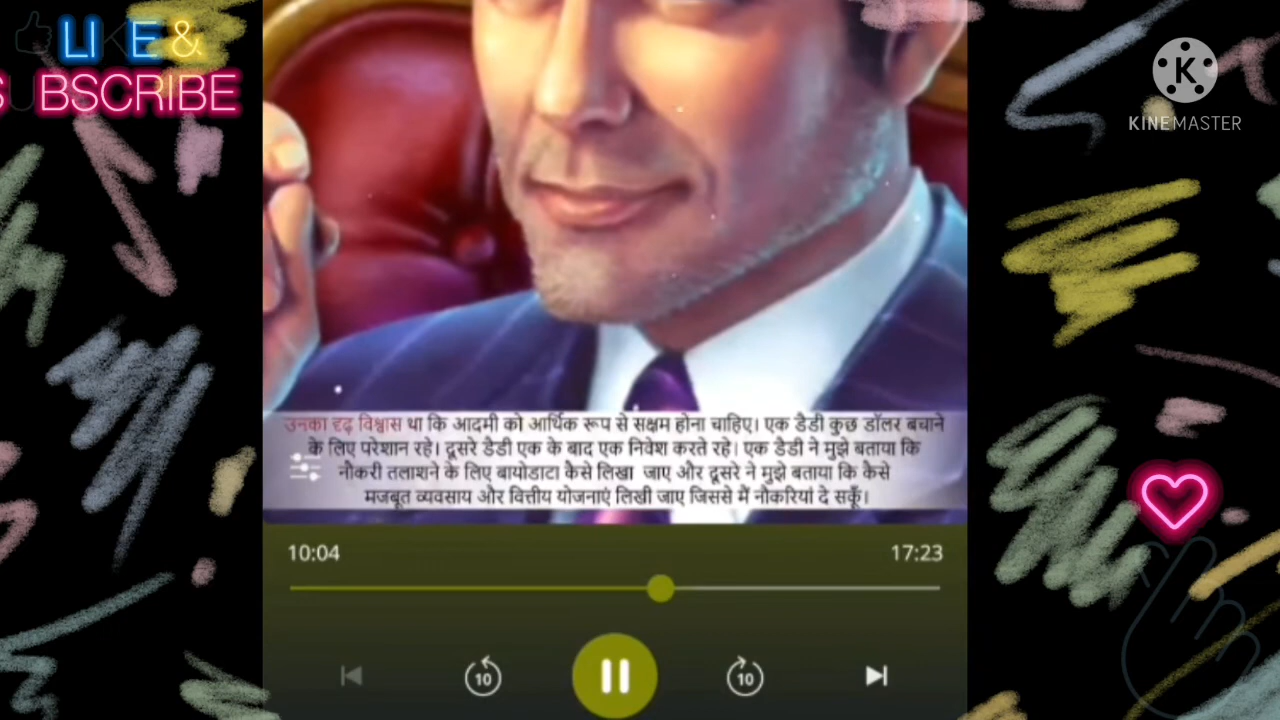 LIKE &
SUBSCRIBE
KINEMASTER
उनका दृढ़ विश्वास था कि आदमी को आर्थिक रूप से सक्षम होना चाहिए। एक डैडी कुछ डॉलर बचाने
के लिए परेशान रहे। दूसरे डैडी एक के बाद एक निवेश करते रहे। एक डैडी ने मुझे बताया कि
नौकरी तलाशने के लिए बायोडाटा कैसे लिखा जाए और दूसरे ने मुझे बताया कि कैसे
मजबूत व्यवसाय और वित्तीय योजनाएं लिखी जाए जिससे मैं नौकरियां दे सकूँ।
10:04
17:23
10
10